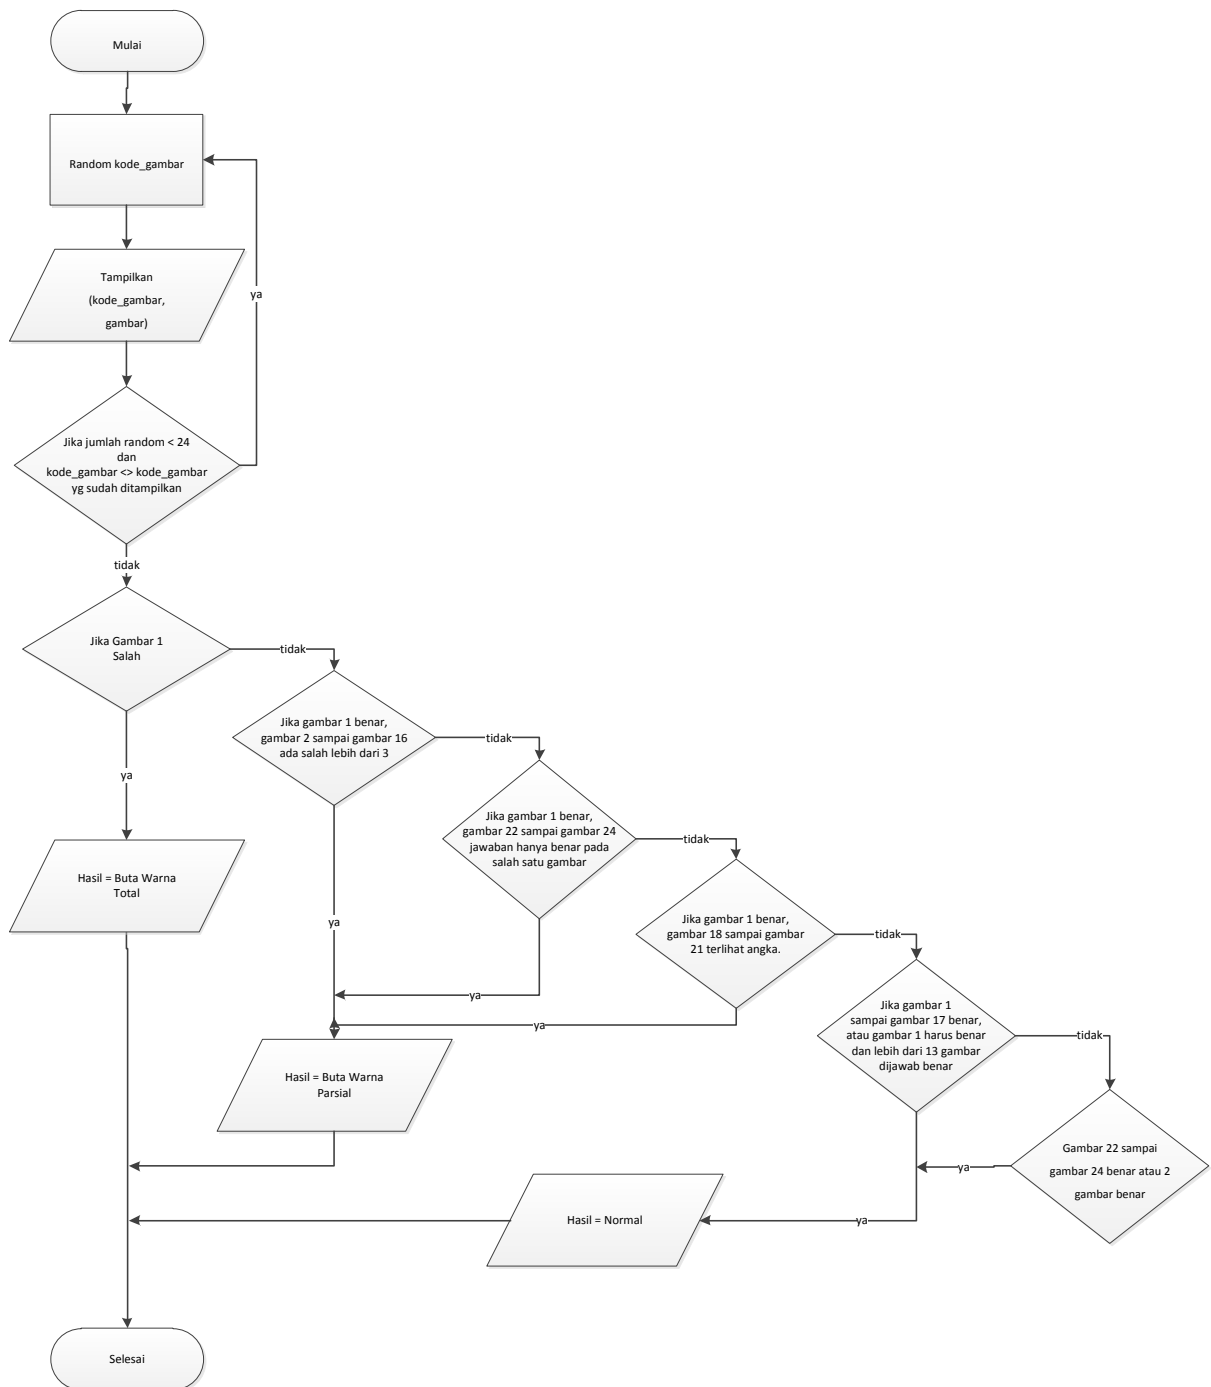 Mulai
Random kode_gambar
Tampilkan
(kode_gambar,
gambar)
ya
Jika jumlah random < 24
dan
kode_gambar <> kode_gambar
yg sudah ditampilkan
tidak
Jika Gambar 1
Salah
tidak
ya
Jika gambar 1 benar,
gambar 2 sampai gambar 16
ada salah lebih dari 3
tidak
ya
Jika gambar 1 benar,
gambar 22 sampai gambar 24
jawaban hanya benar pada
salah satu gambar
tidak
ya
Jika gambar 1 benar,
gambar 18 sampai gambar
21 terlihat angka.
tidak
ya
Jika gambar 1
sampai gambar 17 benar,
atau gambar 1 harus benar
dan lebih dari 13 gambar
dijawab benar
tidak
ya
Gambar 22 sampai
gambar 24 benar atau 2
gambar benar
ya
Hasil = Buta Warna
Total
Hasil = Buta Warna
Parsial
Hasil = Normal
Selesai